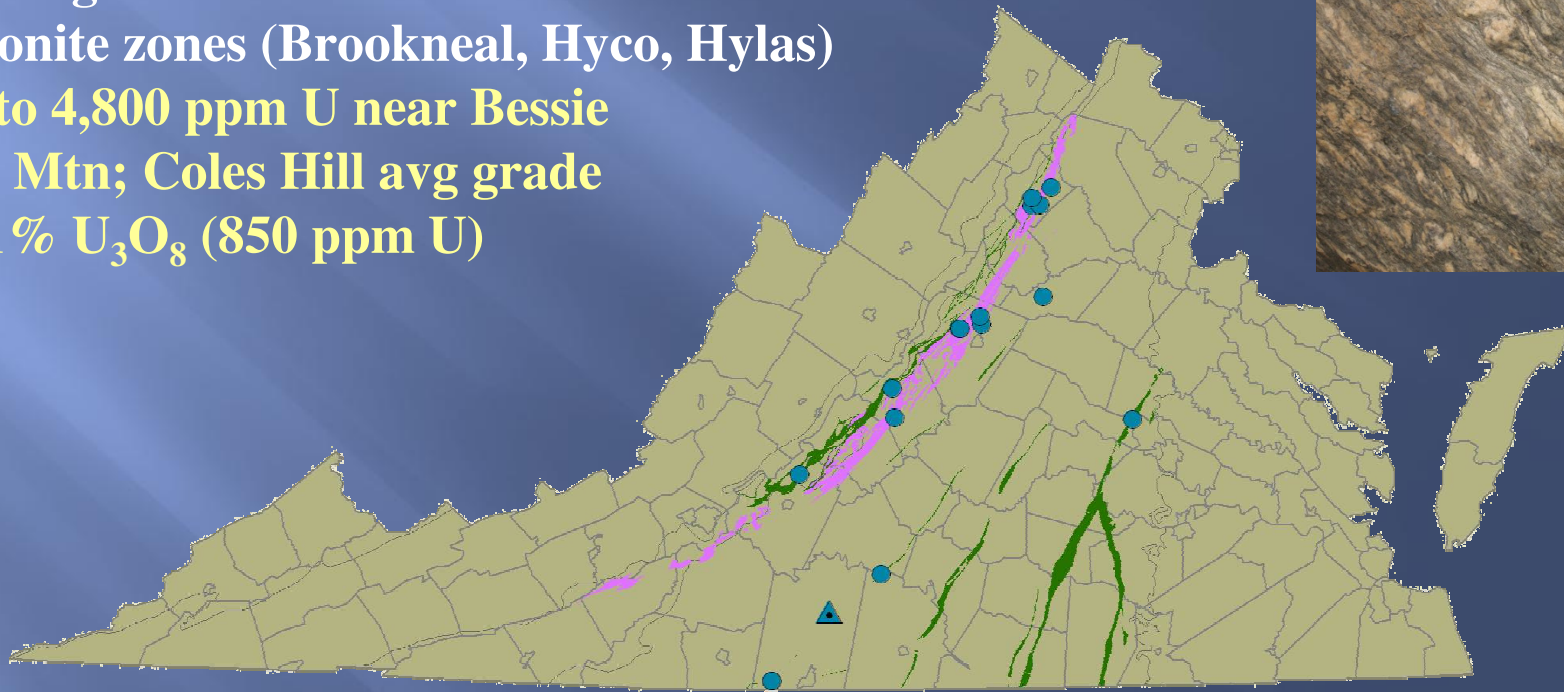 onite zones (Brookneal, Hyco, Hylas)
to 4,800 ppm U near Bessie
Mtn; Coles Hill avg grade
% U₃O₈ (850 ppm U)